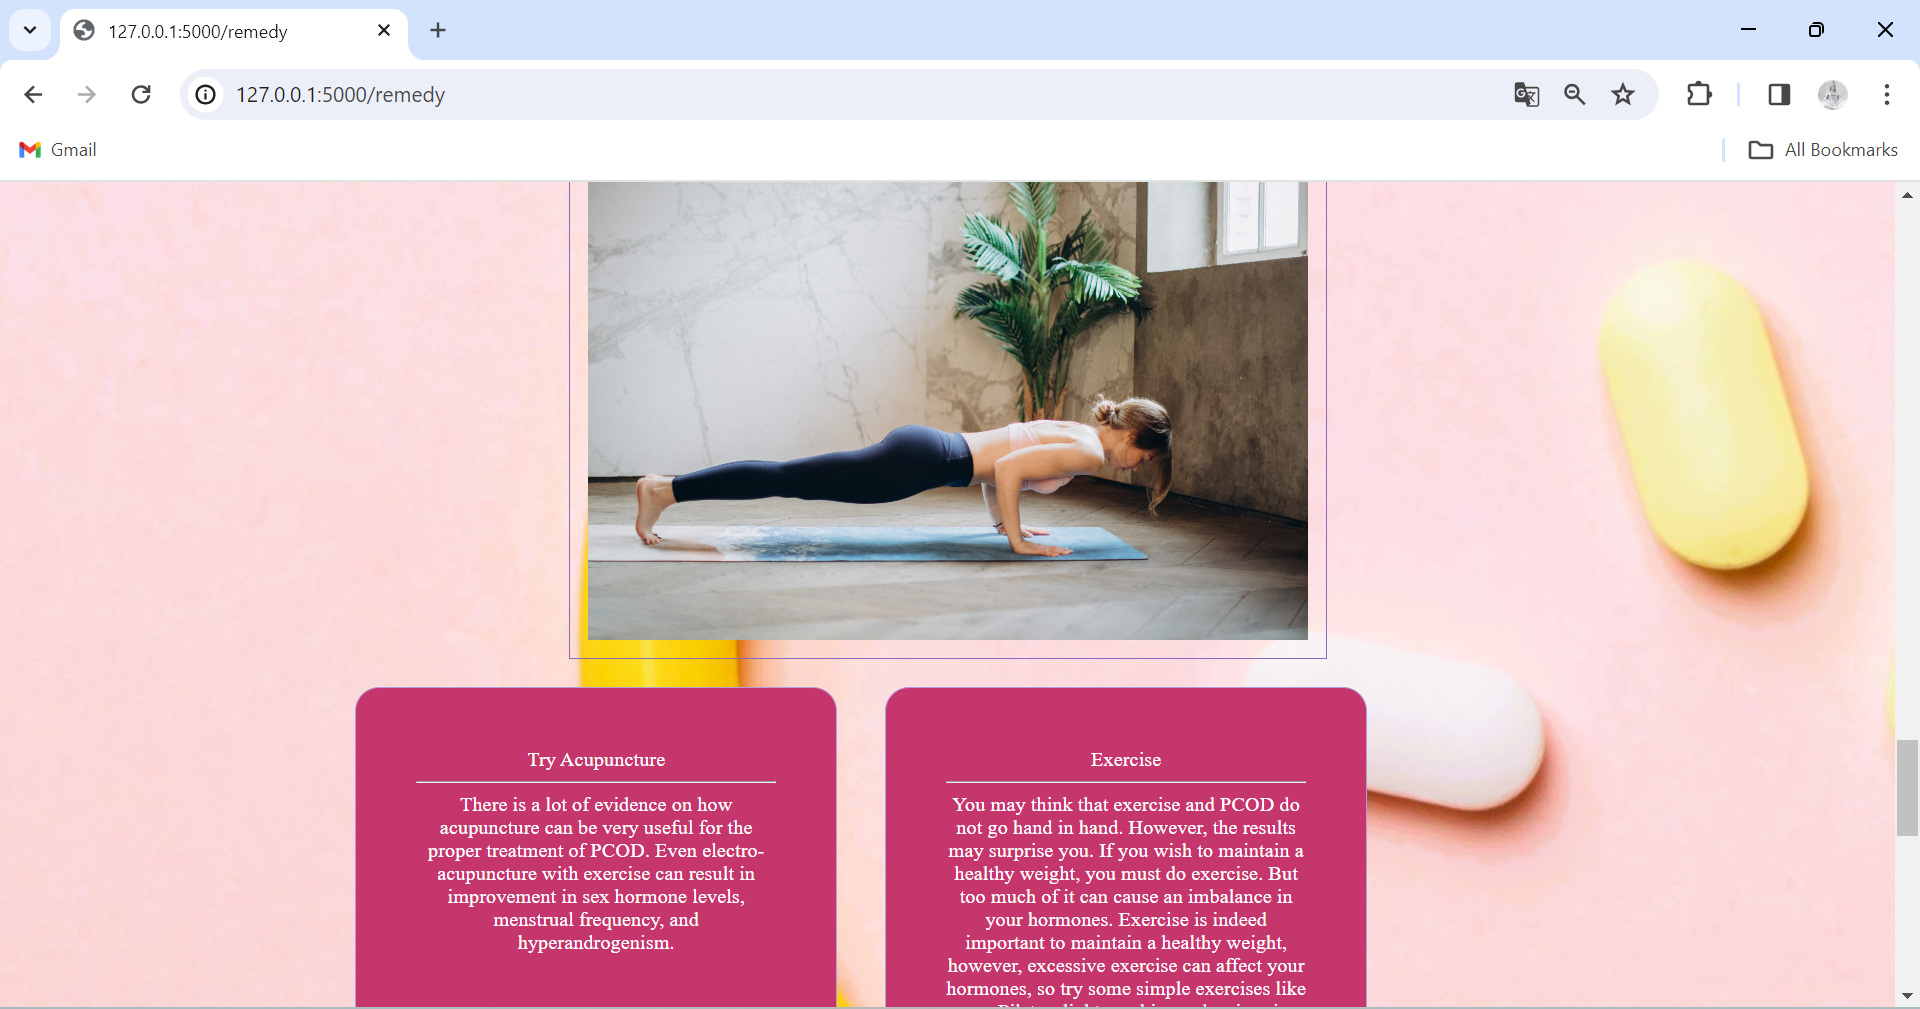 127.0.0.1:5000/remedy
127.0.0.1:5000/remedy
Gmail
All Bookmarks
Try Acupuncture
There is a lot of evidence on how
acupuncture can be very useful for the
proper treatment of PCOD. Even electro-
acupuncture with exercise can result in
improvement in sex hormone levels,
menstrual frequency, and
hyperandrogenism.
Exercise
You may think that exercise and PCOD do
not go hand in hand. However, the results
may surprise you. If you wish to maintain a
healthy weight, you must do exercise. But
too much of it can cause an imbalance in
your hormones. Exercise is indeed
important to maintain a healthy weight,
however, excessive exercise can affect your
hormones, so try some simple exercises like